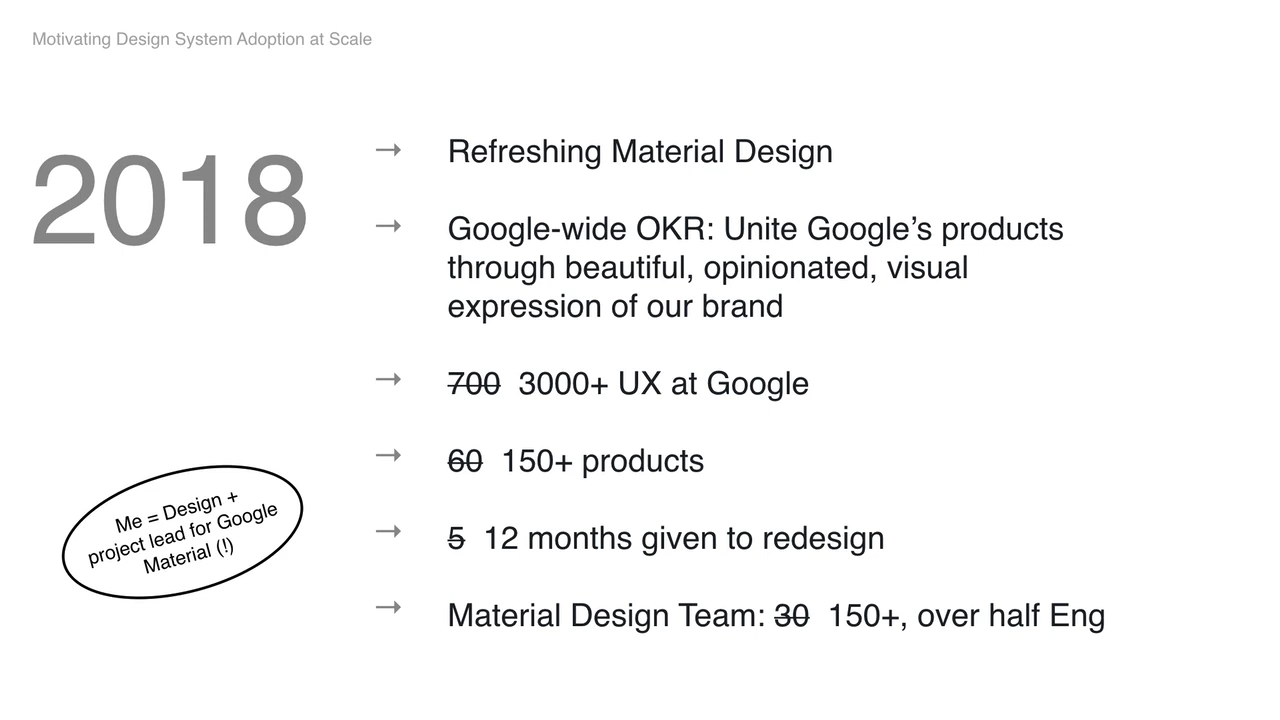 Motivating Design System Adoption at Scale
2018
→ Refreshing Material Design
→ Google-wide OKR: Unite Google’s products
through beautiful, opinionated, visual
expression of our brand
→ 700 3000+ UX at Google
→ 60 150+ products
→ 5 12 months given to redesign
→ Material Design Team: 30 150+, over half Eng
Me = Design +
project lead for Google
Material (!)